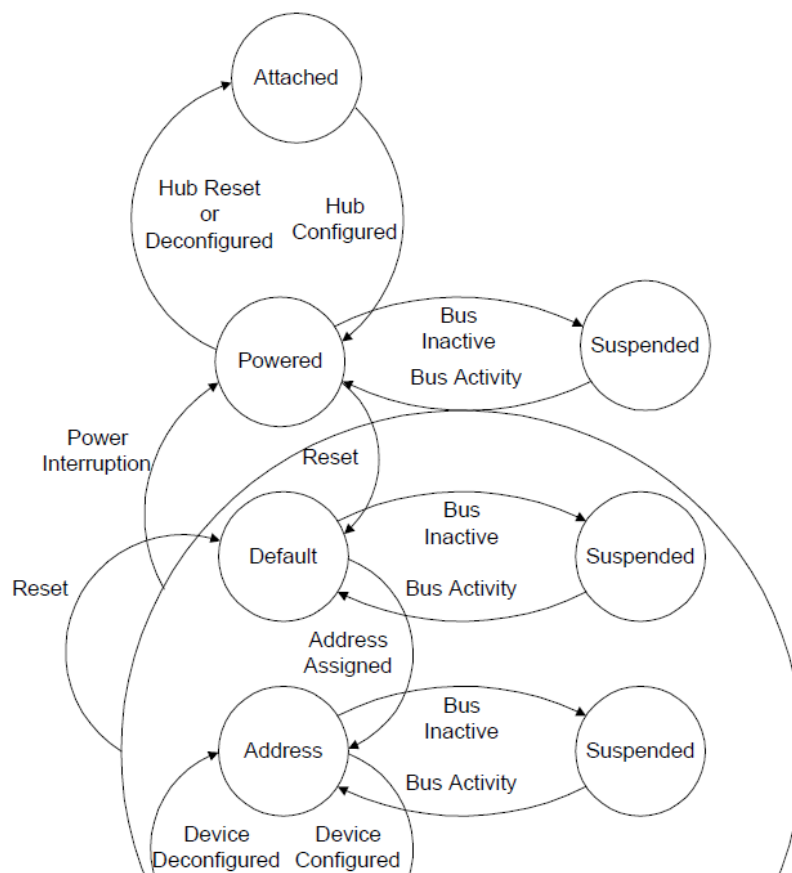 Attached
Hub Reset
or
Deconfigured
Hub
Configured
Bus
Inactive
Suspended
Powered
Bus Activity
Power
Interruption
Reset
Bus
Inactive
Default
Suspended
Reset
Bus Activity
Address
Assigned
Bus
Inactive
Address
Suspended
Bus Activity
Device
Deconfigured
Device
Configured